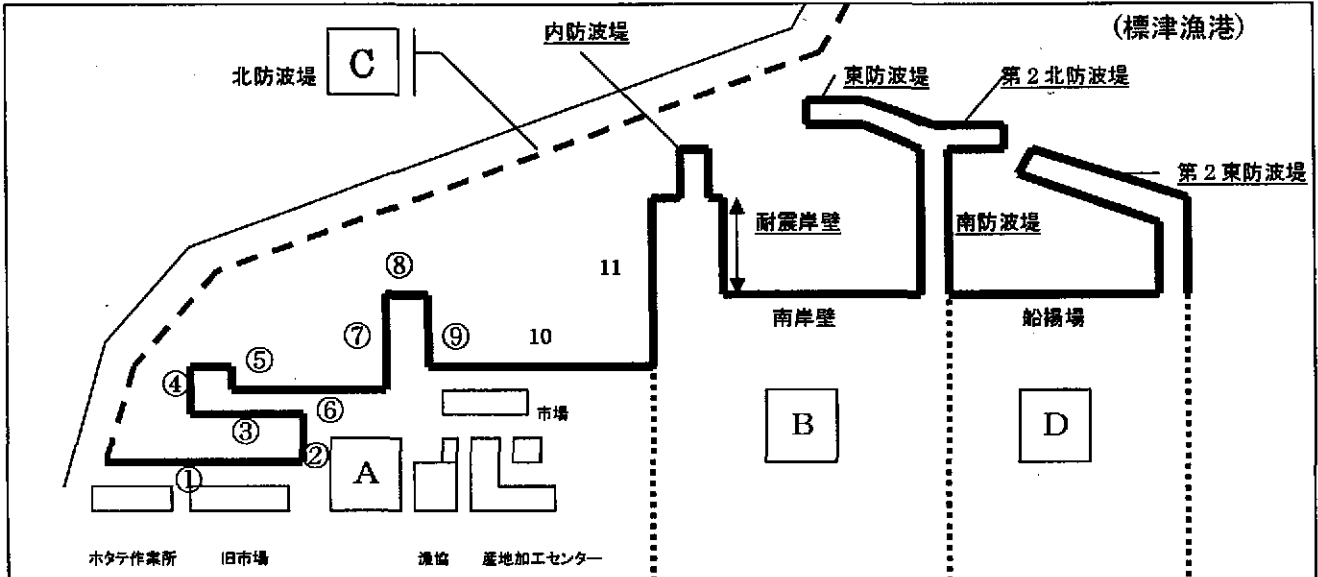 (標津漁港)
内防波堤
C
北防波堤
東防波堤
第2北防波堤
第2東防波堤
耐震岸壁
南防波堤
⑧
11
南岸壁
船揚場
⑦
⑨
10
⑤
④
⑥
③
市場
②
A
B
D
①
ホタテ作業所
旧市場
漁協
産地加工センター